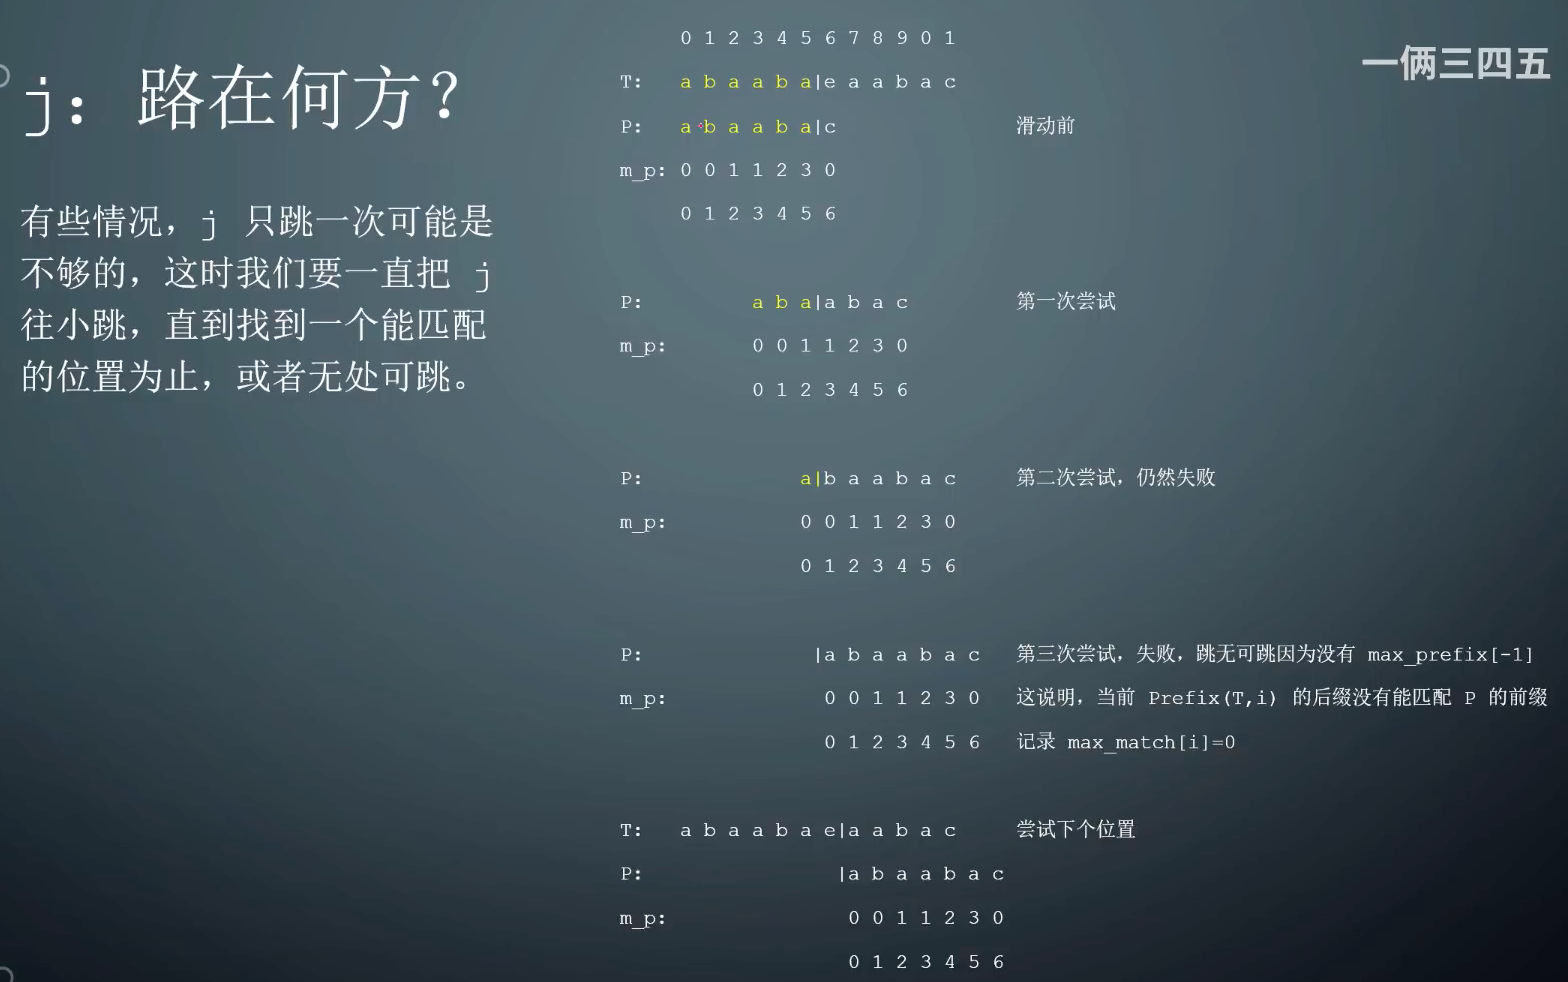 j: 路在何方?
有些情况, j 只跳一次可能是
不够的, 这时我们要一直把 j
往小跳, 直到找到一个能匹配
的位置为止, 或者无处可跳。
一俩三四五
0 1 2 3 4 5 6 7 8 9 0 1
T: a b a a b a|e a a b a c
P: a b a a b a|c 滑动前
m_p: 0 0 1 1 2 3 0
0 1 2 3 4 5 6
P: a b a|a b a c 第一次尝试
m_p: 0 0 1 1 2 3 0
0 1 2 3 4 5 6
P: a|b a a b a c 第二次尝试, 仍然失败
m_p: 0 0 1 1 2 3 0
0 1 2 3 4 5 6
P: |a b a a b a c 第三次尝试, 失败, 跳无可跳因为没有 max_prefix[-1]
m_p: 0 0 1 1 2 3 0 这说明, 当前 Prefix(T,i) 的后缀没有能匹配 P 的前缀
0 1 2 3 4 5 6 记录 max_match[i]=0
T: a b a a b a e|a a b a c 尝试下个位置
P: |a b a a b a c
m_p: 0 0 1 1 2 3 0
0 1 2 3 4 5 6